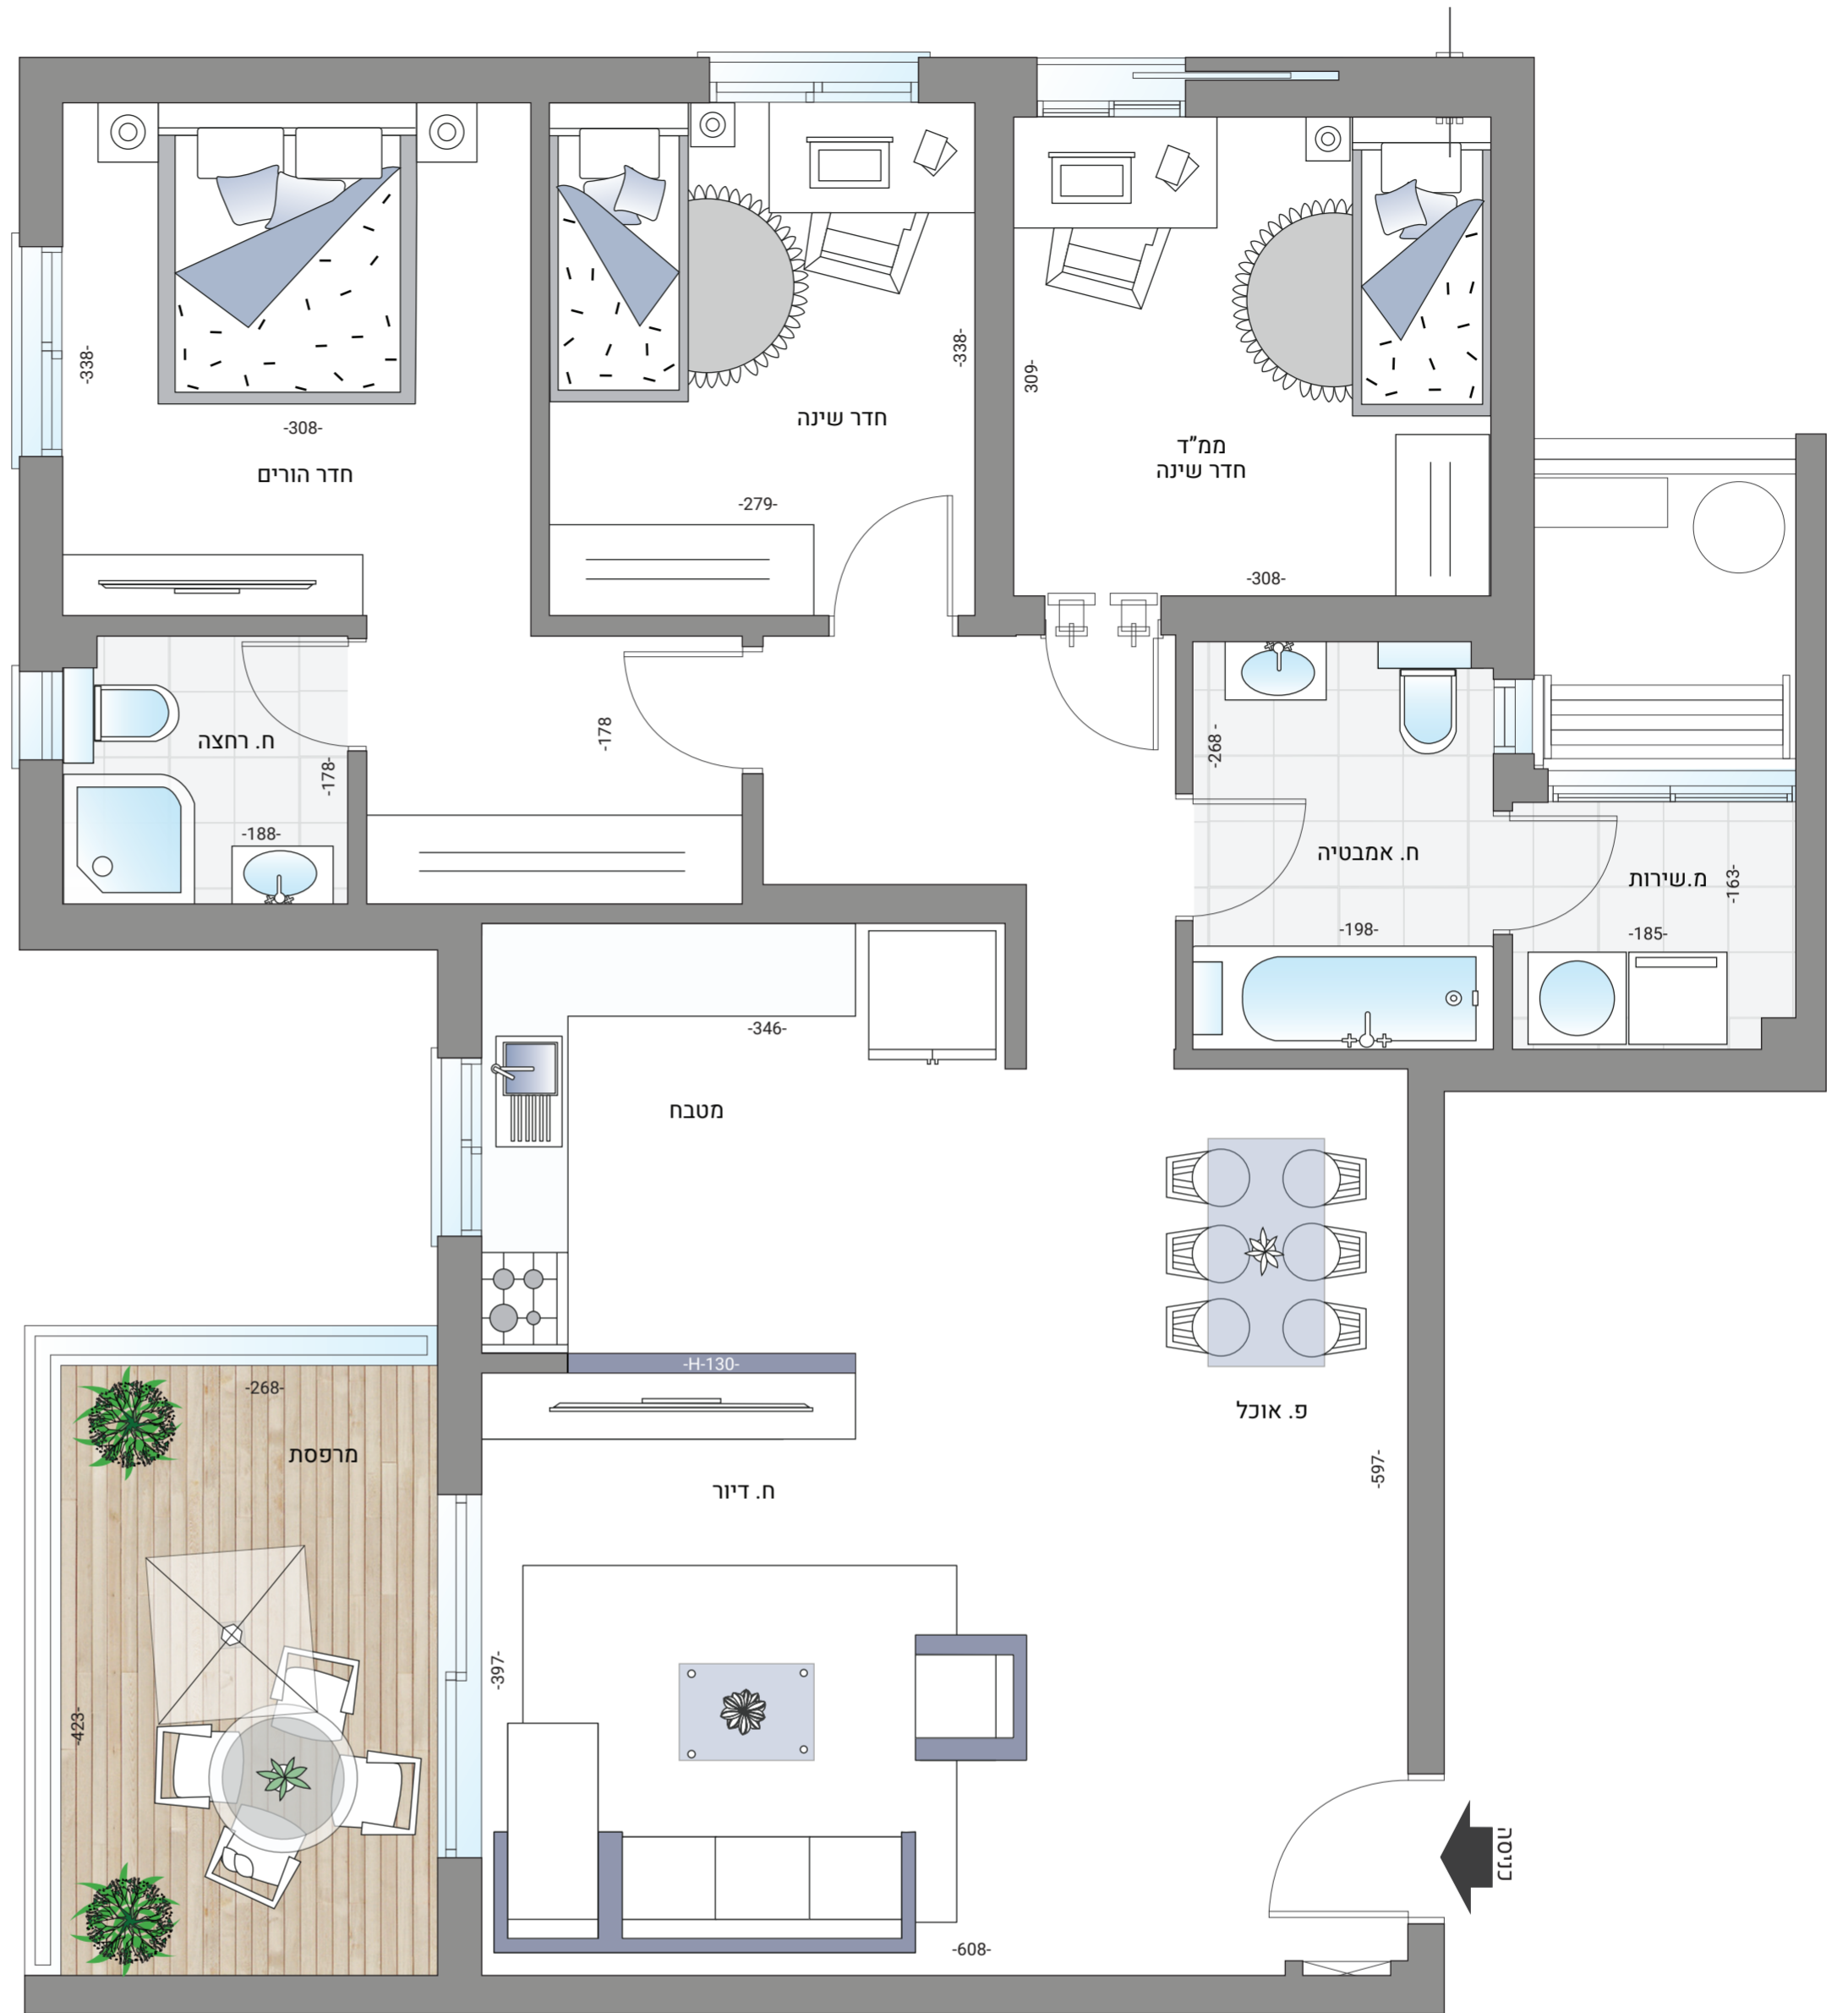 -338-
-308-
חדר הורים
-338-
חדר שינה
-279-
309-
ממ"ד
חדר שינה
-308-
ח. רחצה
-178-
-188-
-178
-268 -
ח. אמבטיה
-198-
מ.שירות
-163-
-185-
-346-
מטבח
-H-130-
פ. אוכל
-597-
-268-
מרפסת
-423-
ח. דיור
-397-
-608-
כניסה